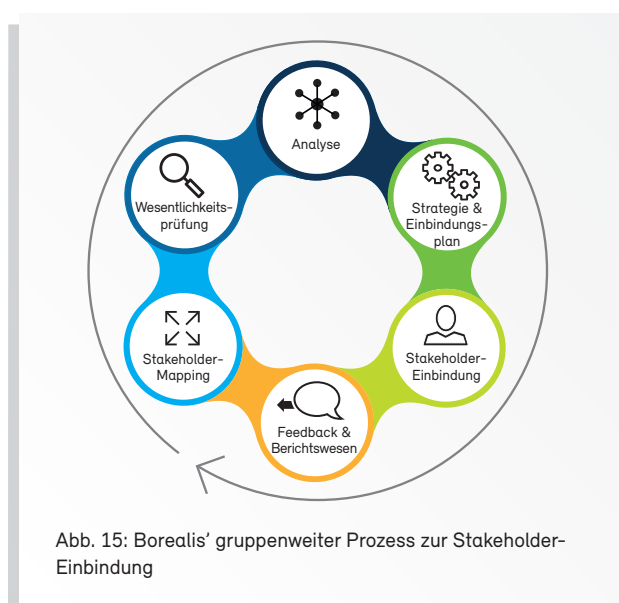 Analyse
Strategie &
Einbindungs-
plan
Stakeholder-
Einbindung
Feedback &
Berichtswesen
Stakeholder-
Mapping
Wesentlichkeits-
prüfung
Abb. 15: Borealis’ gruppenweiter Prozess zur Stakeholder-
Einbindung